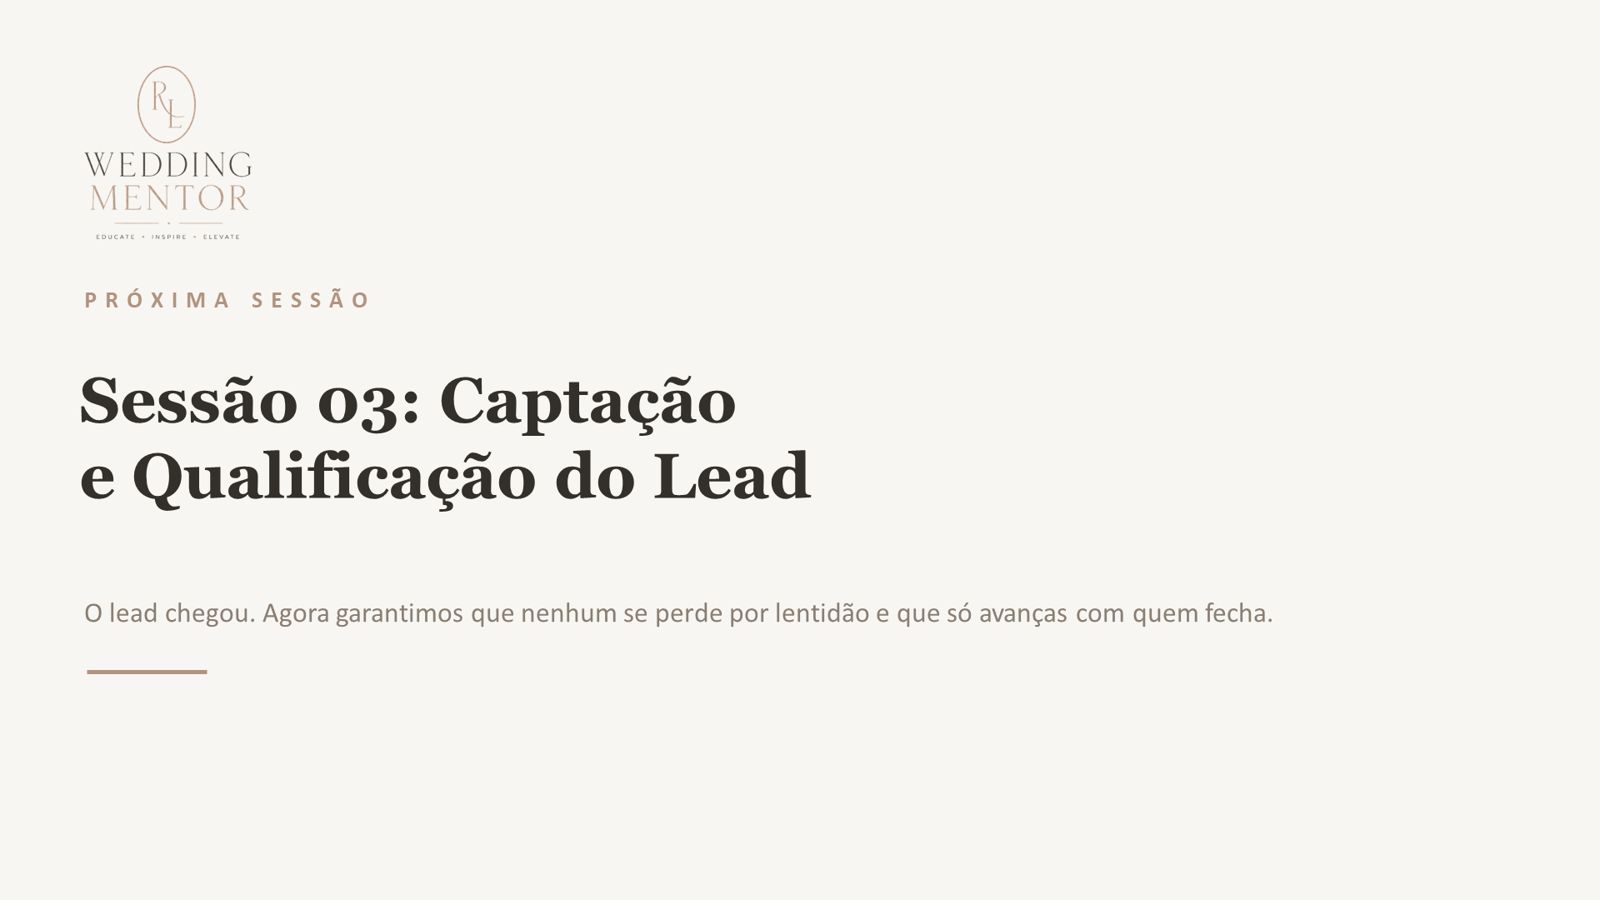 RL
WEDDING
MENTOR
EDUCATE • INSPIRE • ELEVATE
PRÓXIMA SESSÃO
Sessão 03: Captação
e Qualificação do Lead
O lead chegou. Agora garantimos que nenhum se perde por lentidão e que só avanças com quem fecha.